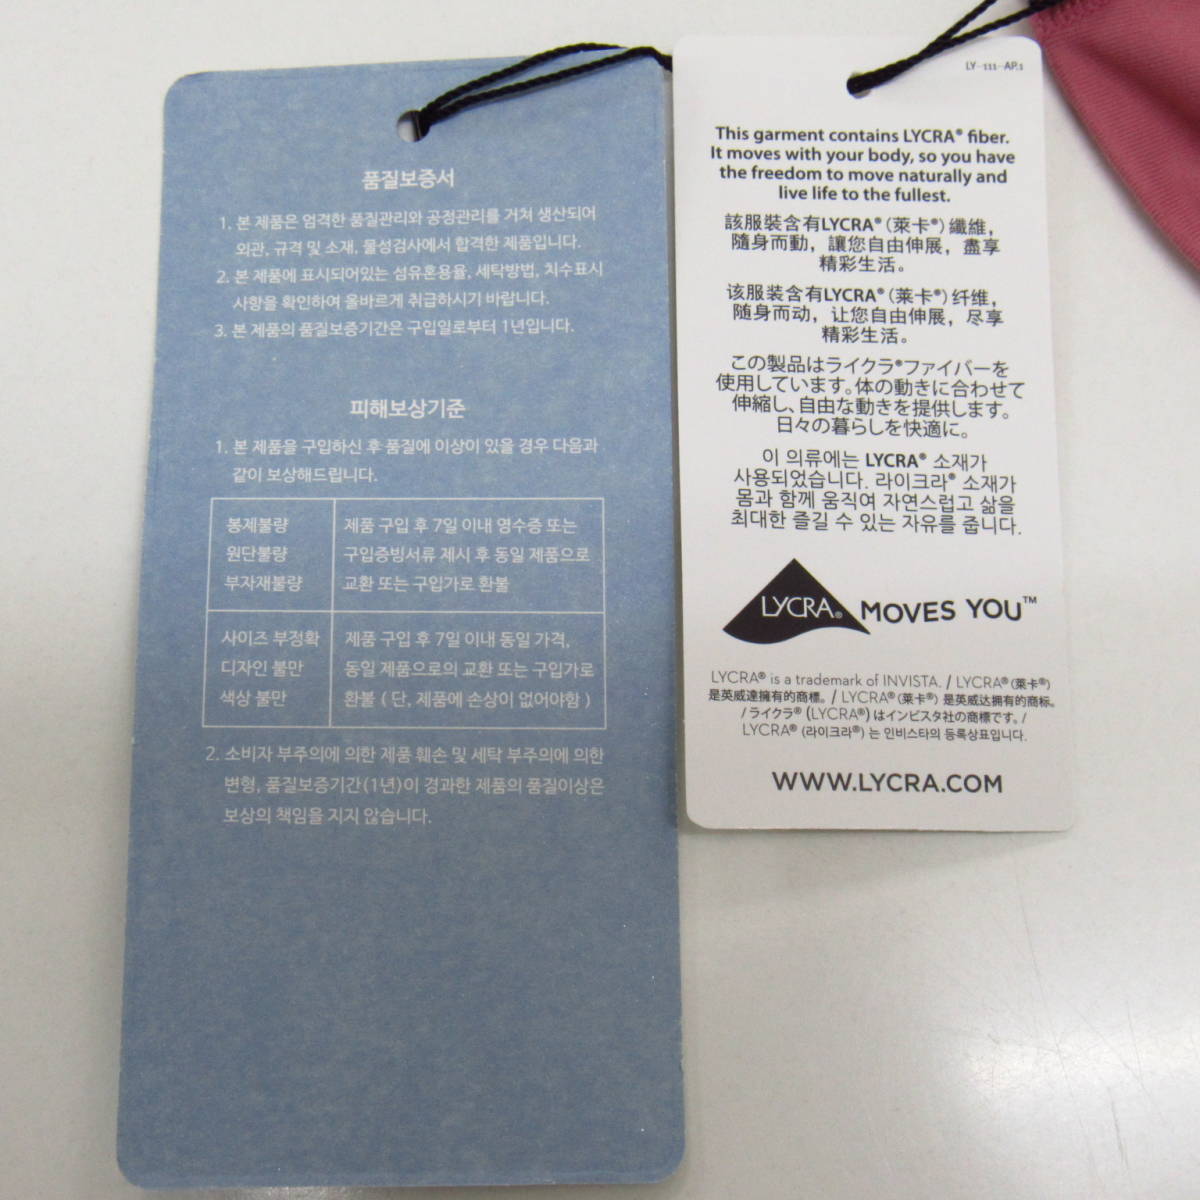 품질보증서
1. 본 제품은 엄격한 품질관리와 공정관리를 거쳐 생산되어
외관, 규격 및 소재, 물성검사에서 합격한 제품입니다.
2. 본 제품에 표시되어있는 섬유혼용율, 세탁방법, 치수표시
사항을 확인하여 올바르게 취급하시기 바랍니다.
3. 본 제품의 품질보증기간은 구입일로부터 1년입니다.
피해보상기준
1. 본 제품을 구입하신 후 품질에 이상이 있을 경우 다음과
같이 보상해드립니다.
봉제불량
원단불량
부자재불량
제품 구입 후 7일 이내 영수증 또는
구입증빙서류 제시 후 동일 제품으로
교환 또는 구입가로 환불
사이즈 부정확
디자인 불만
색상 불만
제품 구입 후 7일 이내 동일 가격,
동일 제품으로의 교환 또는 구입가로
환불 ( 단, 제품에 손상이 없어야함 )
2. 소비자 부주의에 의한 제품 훼손 및 세탁 부주의에 의한
변형, 품질보증기간(1년)이 경과한 제품의 품질이상은
보상의 책임을 지지 않습니다.
LY-111-AP.1
This garment contains LYCRA® fiber.
It moves with your body, so you have
the freedom to move naturally and
live life to the fullest.
該服裝含有LYCRA®（萊卡®）纖維，
隨身而動，讓您自由伸展，盡享
精彩生活。
该服装含有LYCRA®（莱卡®）纤维，
随身而动，让您自由伸展，尽享
精彩生活。
この製品はライクラ®ファイバーを
使用しています。体の動きに合わせて
伸縮し、自由な動きを提供します。
日々の暮らしを快適に。
이 의류에는 LYCRA® 소재가
사용되었습니다. 라이크라® 소재가
몸과 함께 움직여 자연스럽고 삶을
최대한 즐길 수 있는 자유를 줍니다.
LYCRA® MOVES YOU™
LYCRA® is a trademark of INVISTA. / LYCRA®（萊卡®）
是英威達擁有的商標。/ LYCRA®（莱卡®）是英威达拥有的商标。
/ライクラ® (LYCRA®) はインビスタ社の商標です。/
LYCRA® (라이크라®) 는 인비스타의 등록상표입니다.
WWW.LYCRA.COM